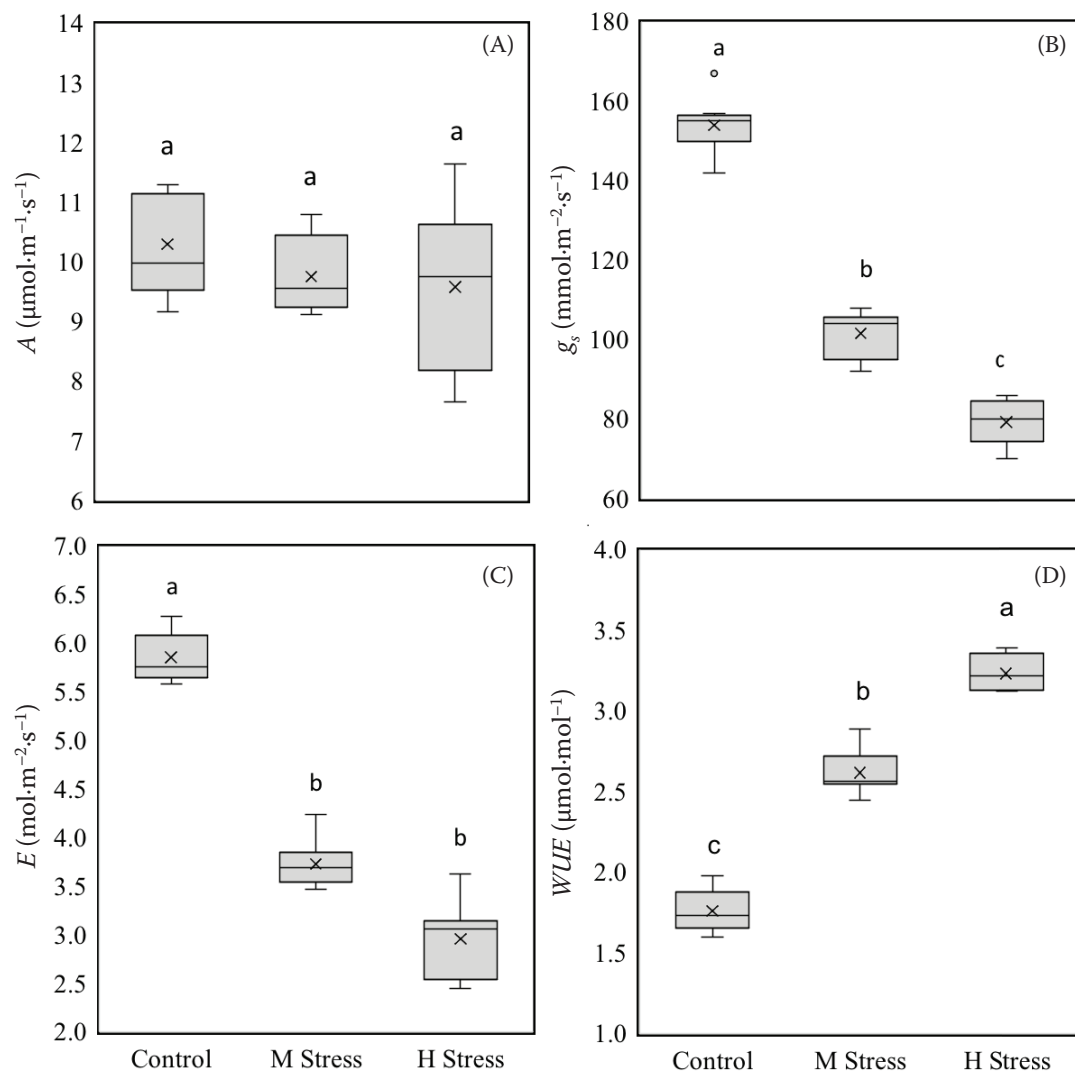 14
13
12
11
10
9
8
7
6
A (μmol·m⁻¹·s⁻¹)
(A)
a
a
a
180
160
140
120
100
80
60
gₛ (mmol·m⁻²·s⁻¹)
(B)
a
b
c
7.0
6.5
6.0
5.5
5.0
4.5
4.0
3.5
3.0
2.5
2.0
E (mol·m⁻²·s⁻¹)
(C)
a
b
b
Control M Stress H Stress
4.0
3.5
3.0
2.5
2.0
1.5
1.0
WUE (μmol·mol⁻¹)
(D)
c
b
a
Control M Stress H Stress